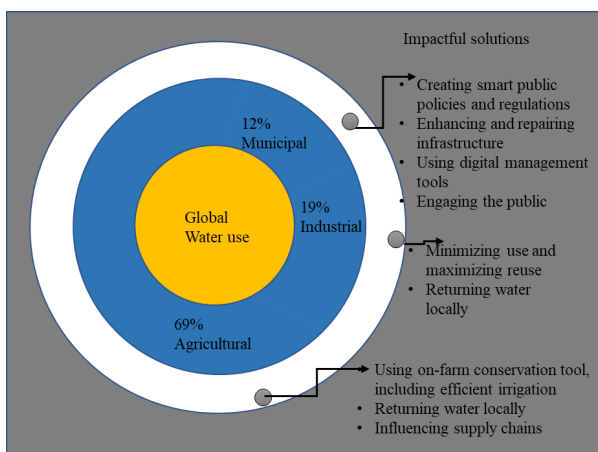 Impactful solutions
• Creating smart public
policies and regulations
• Enhancing and repairing
infrastructure
• Using digital management
tools
• Engaging the public
12%
Municipal
19%
Industrial
Global
Water use
69%
Agricultural
• Minimizing use and
maximizing reuse
• Returning water
locally
Using on-farm conservation tool,
including efficient irrigation
• Returning water locally
• Influencing supply chains